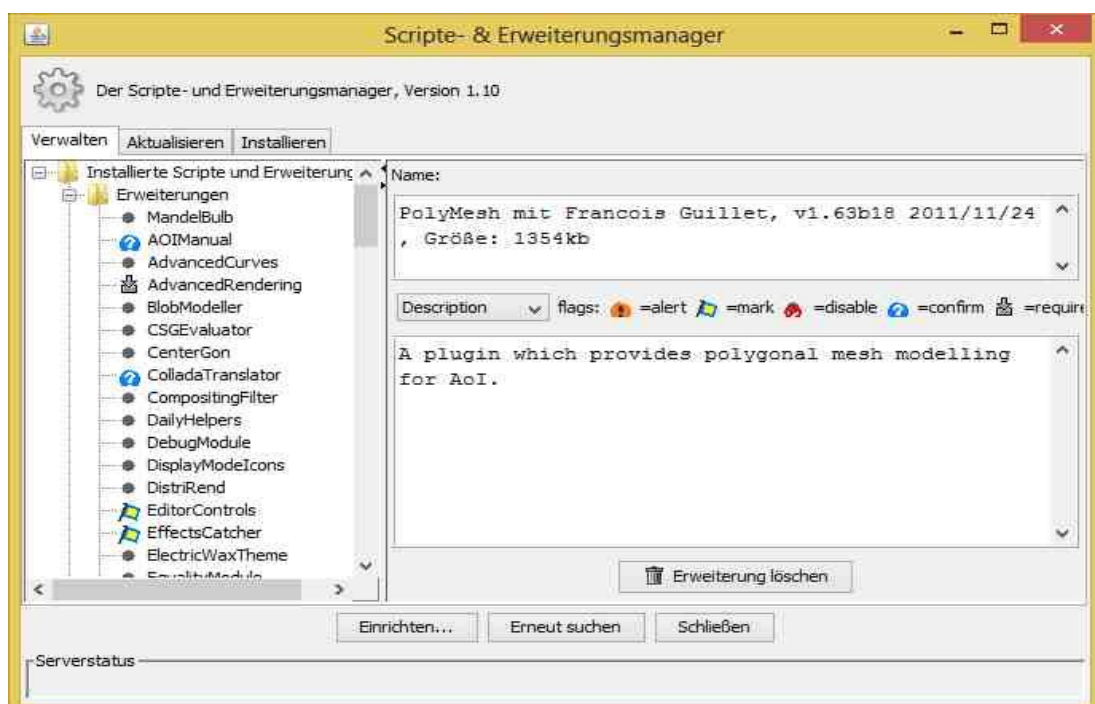 Scripte- & Erweiterungsmanager
Der Scripte- und Erweiterungsmanager, Version 1.10
Verwalten Aktualisieren Installieren
Installierte Scripte und Erweiterung
Erweiterungen
MandelBulb
AOIManual
AdvancedCurves
AdvancedRendering
BlobModeller
CSGEvaluator
CenterGon
ColladaTranslator
CompositingFilter
DailyHelpers
DebugModule
DisplayModeIcons
DistriRend
EditorControls
EffectsCatcher
ElectricWaxTheme
EqualityModule
Name:
PolyMesh mit Francois Guillet, v1.63b18 2011/11/24
, Größe: 1354kb
Description flags: =alert =mark =disable =confirm =require
A plugin which provides polygonal mesh modelling
for AoI.
Erweiterung löschen
Einrichten... Erneut suchen Schließen
Serverstatus